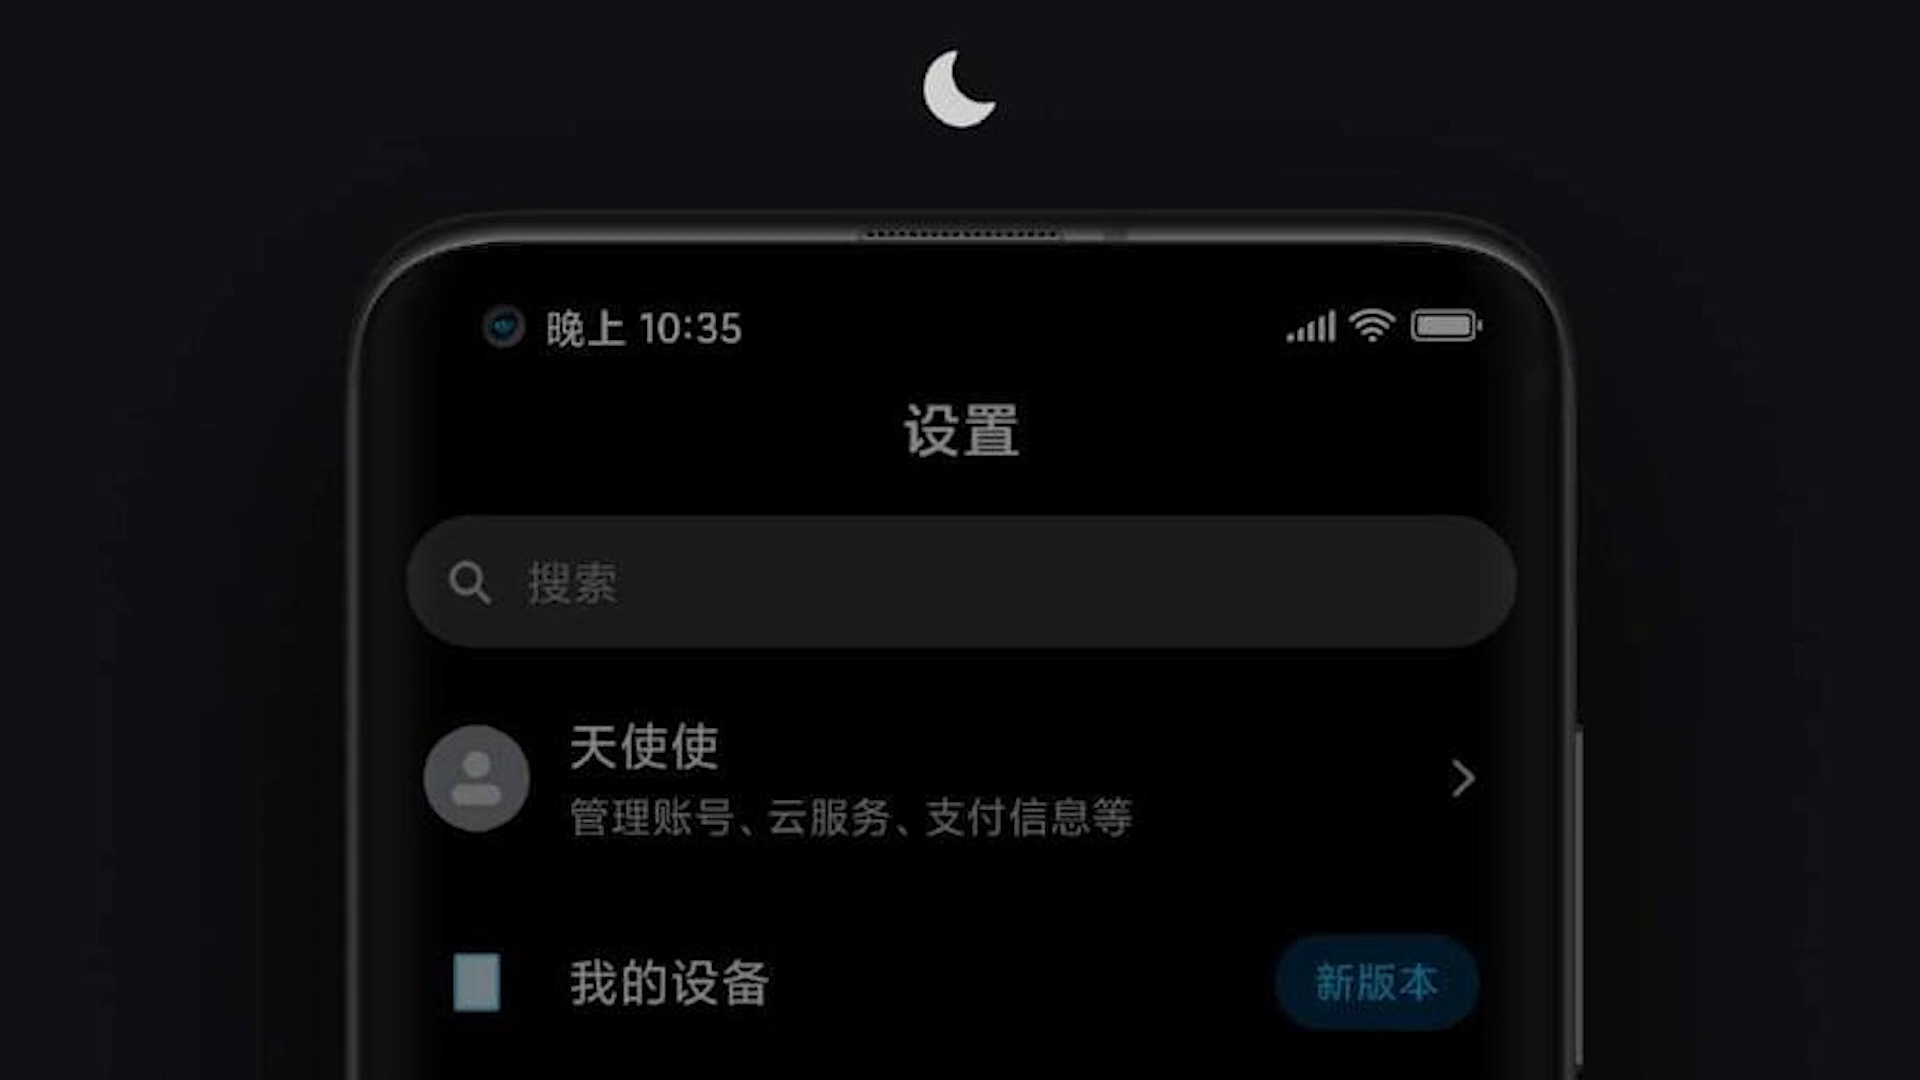 晚上 10:35
设置
搜索
天使使
管理账号、云服务、支付信息等
我的设备
新版本